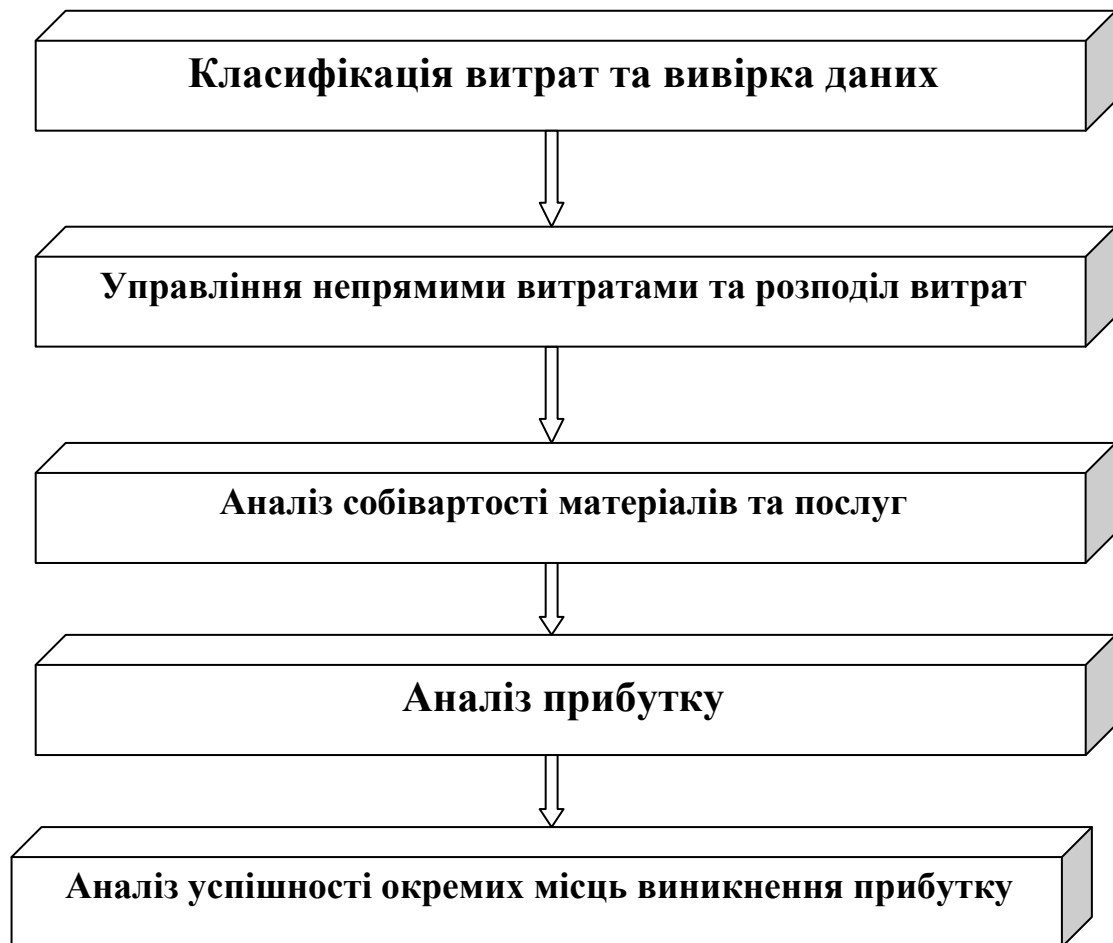 Класифікація витрат та вивірка даних
Управління непрямими витратами та розподіл витрат
Аналіз собівартості матеріалів та послуг
Аналіз прибутку
Аналіз успішності окремих місць виникнення прибутку